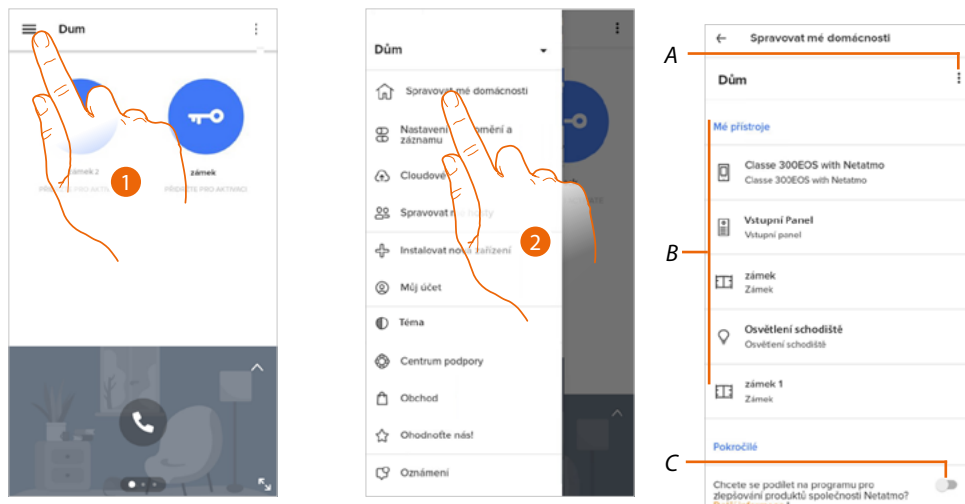 Dum
zámek 2
zámek
1
Dům
Spravovat mé domácnosti
Nastavení
záznamu
Cloudové
Spravovat
Instalovat nová zařízení
Můj účet
Téma
Centrum podpory
Obchod
Ohodnoťte nás!
Oznámení
2
Spravovat mé domácnosti
A
Dům
Mé přístroje
Classe 300EOS with Netatmo
Classe 300EOS with Netatmo
Vstupní Panel
Vstupní panel
B
zámek
Zámek
Osvětlení schodiště
Osvětlení schodiště
zámek 1
Zámek
Pokročilé
C
Chcete se podílet na programu pro
zlepšování produktů společnosti Netatmo?